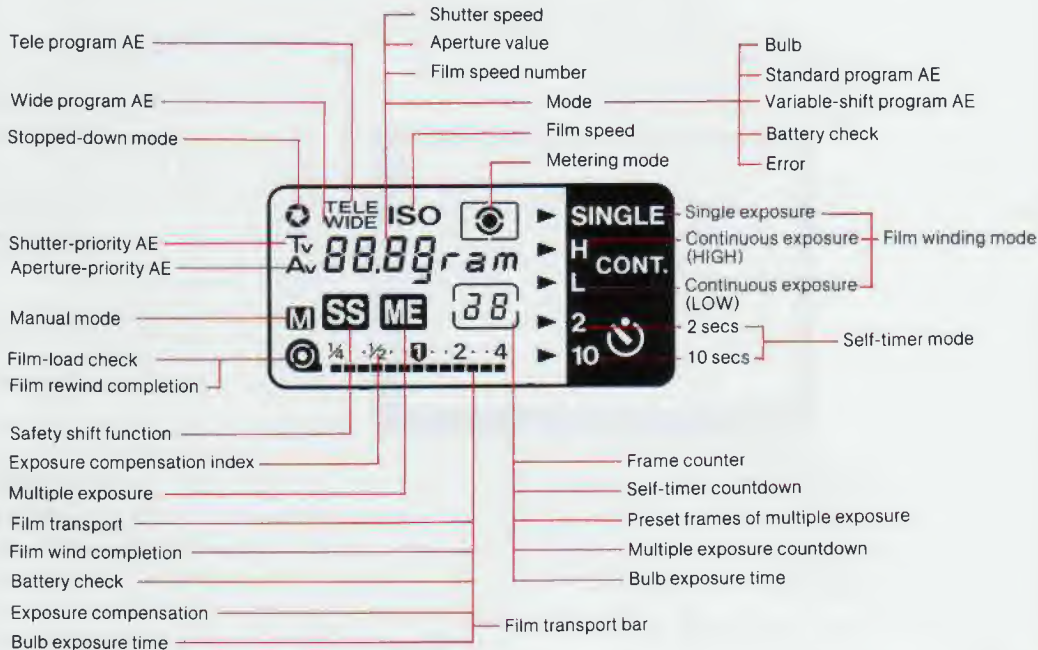 Shutter speed
Aperture value
Film speed number
Mode
Film speed
Metering mode
Tele program AE
Wide program AE
Stopped-down mode
Bulb
Standard program AE
Variable-shift program AE
Battery check
Error
TELE
WIDE ISO
Tv
Av 88.88gram
M SS ME 38
¼ · ½ · 1 · · 2 · · 4
SINGLE
H
CONT.
L
2
10
Shutter-priority AE
Aperture-priority AE
Manual mode
Film-load check
Film rewind completion
Single exposure
Continuous exposure
(HIGH)
Film winding mode
Continuous exposure
(LOW)
2 secs
Self-timer mode
10 secs
Safety shift function
Exposure compensation index
Multiple exposure
Film transport
Film wind completion
Battery check
Exposure compensation
Bulb exposure time
Film transport bar
Frame counter
Self-timer countdown
Preset frames of multiple exposure
Multiple exposure countdown
Bulb exposure time